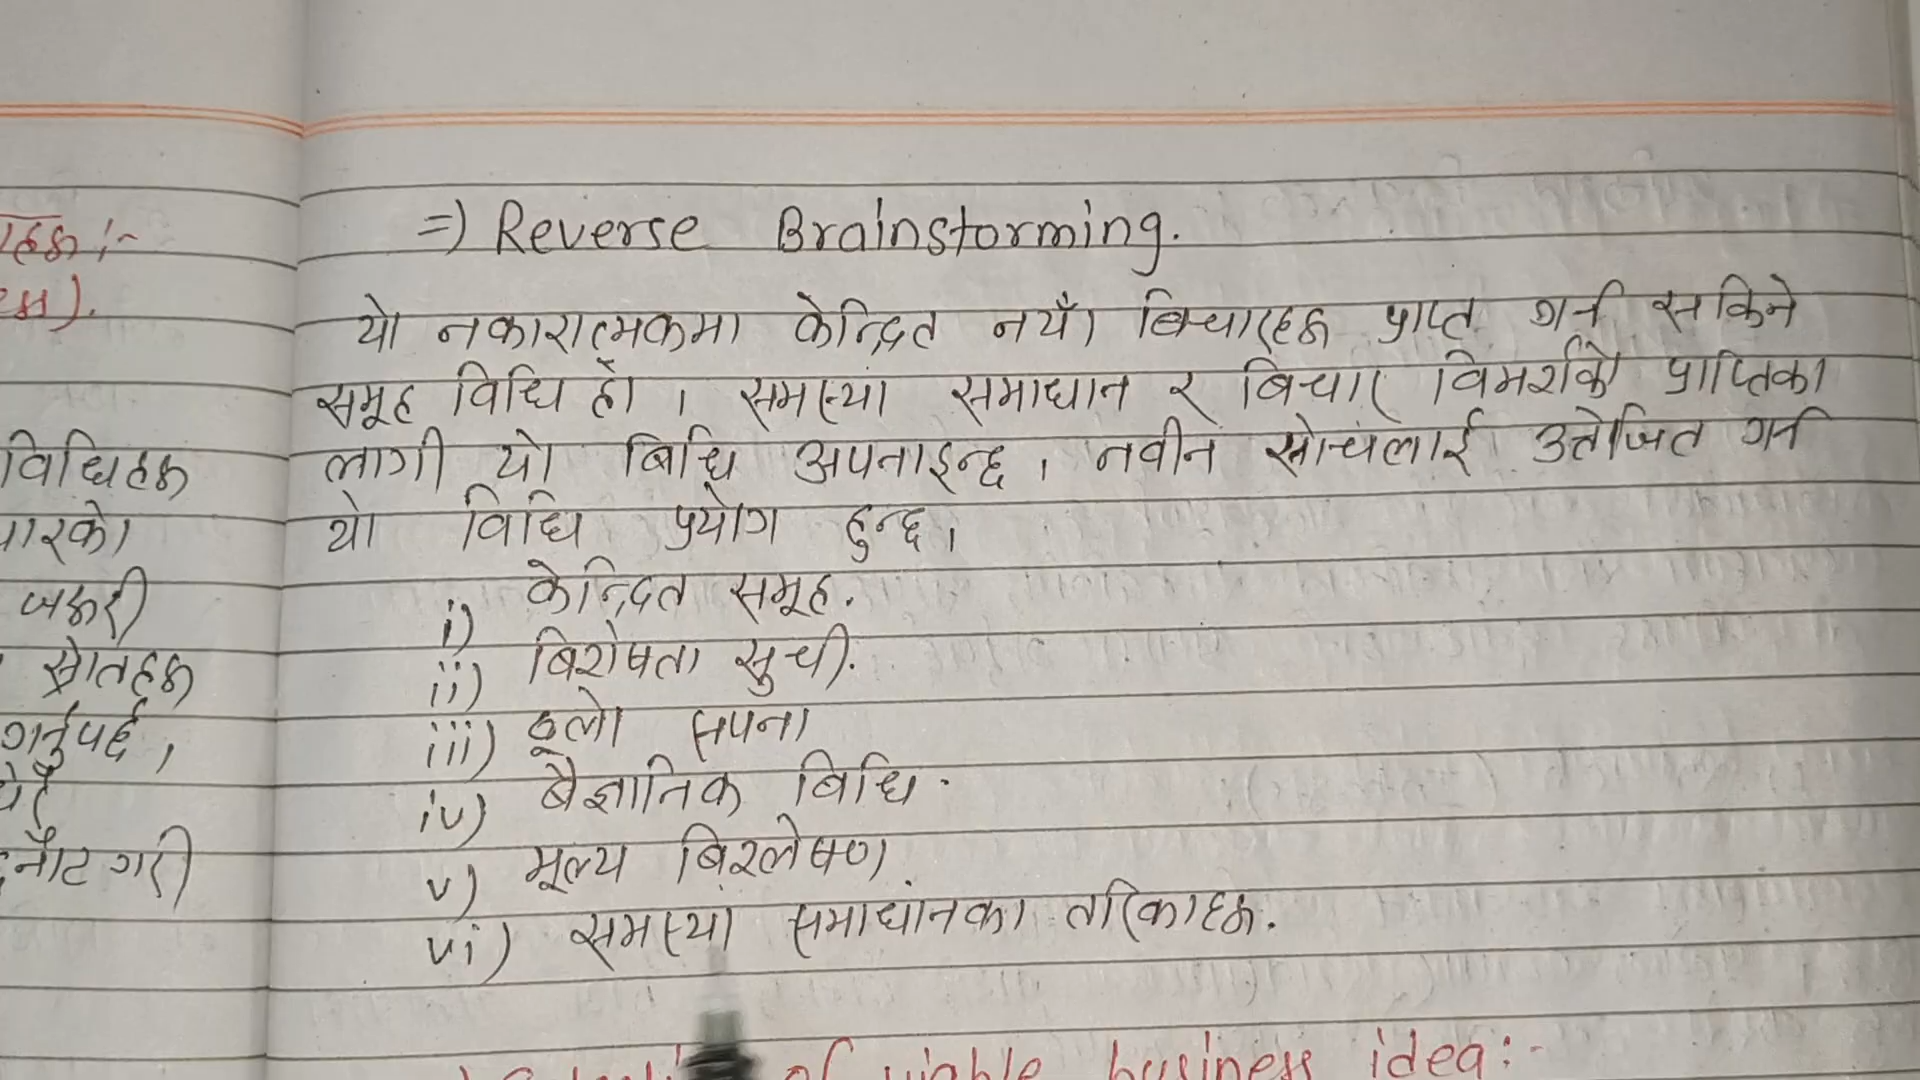 =) Reverse Brainstorming.
यो नकारात्मकमा केन्द्रित नयाँ बिचारहरू प्राप्त गर्न सकिने
समूह विधि हो । समस्या समाधान र बिचार विमर्शको प्राप्तिका
लागी यो बिधि अपनाइन्छ । नवीन सोचलाई उत्तेजित गर्न
यो विधि प्रयोग हुन्छ।
i) केन्द्रित समूह.
ii) बिशेषता सुची.
iii) ठूलो सपना
iv) बैज्ञानिक बिधि.
v) मूल्य बिश्लेषण
vi) समस्या समाधानका तरिकाहरू.
of viable business idea:-
विधिहरू
जरूरी
स्रोतहरू
गर्नुपर्छ ।
नोट गरी